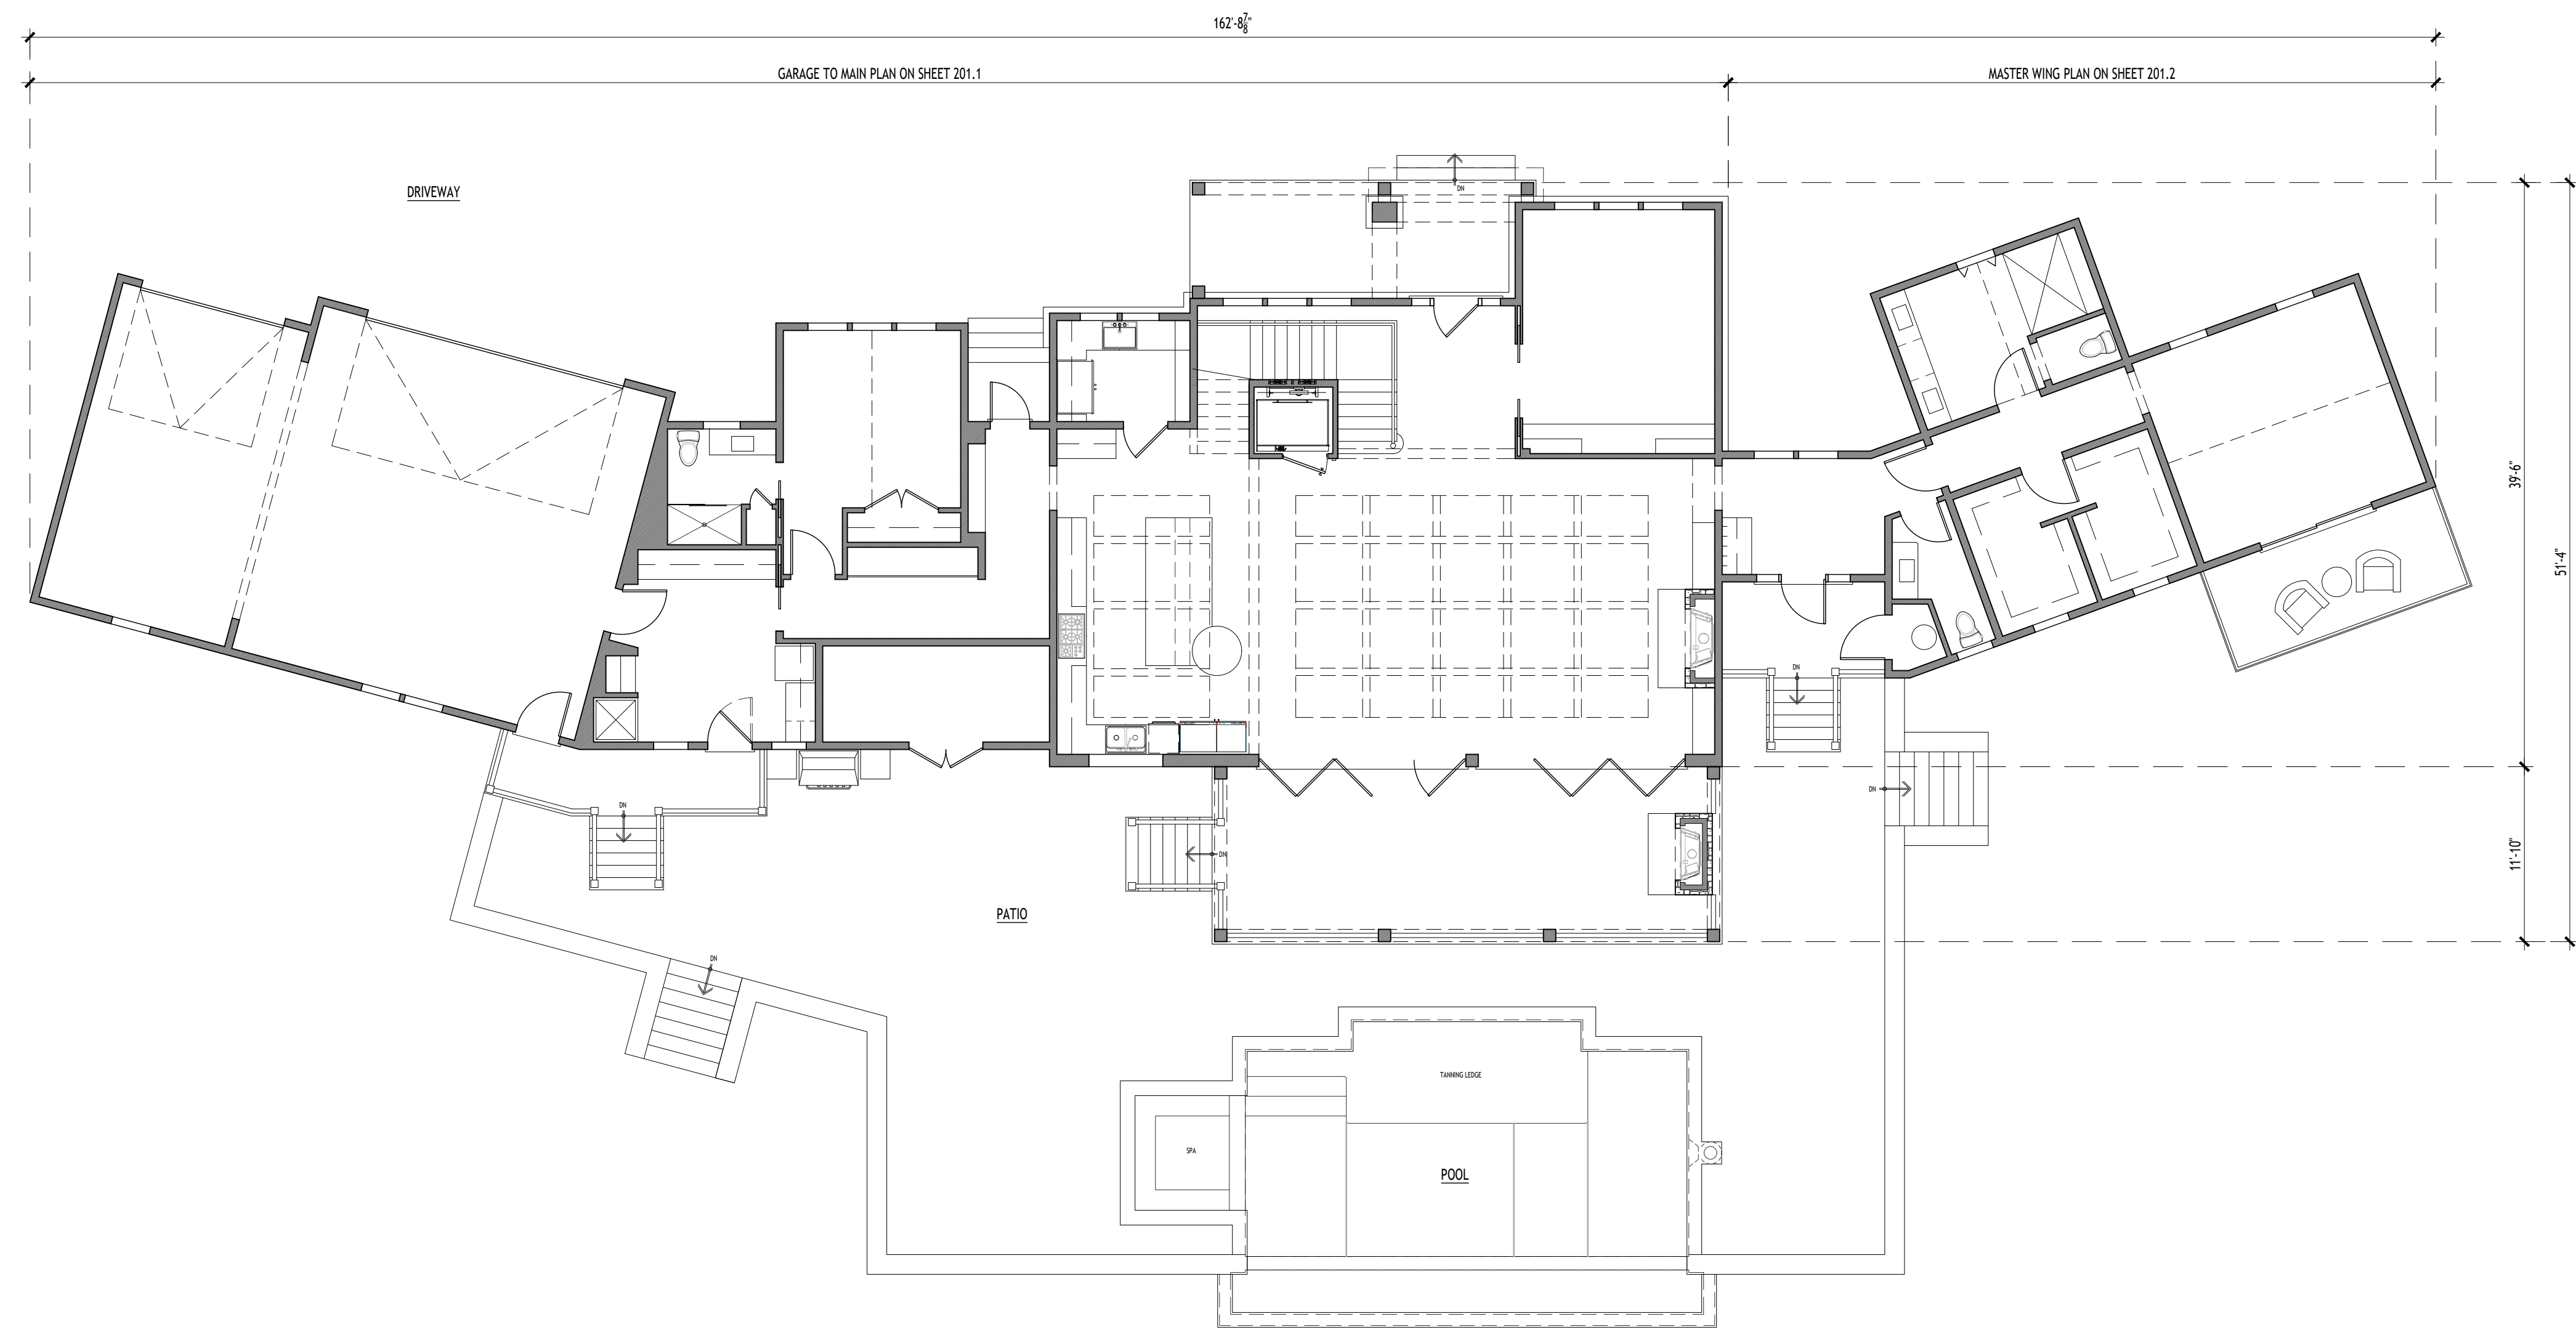 162'-8 7/8"
GARAGE TO MAIN PLAN ON SHEET 201.1
MASTER WING PLAN ON SHEET 201.2
DRIVEWAY
DN
39'-6"
51'-4"
DN
DN
DN
DN
11'-10"
PATIO
DN
TANNING LEDGE
SPA
POOL